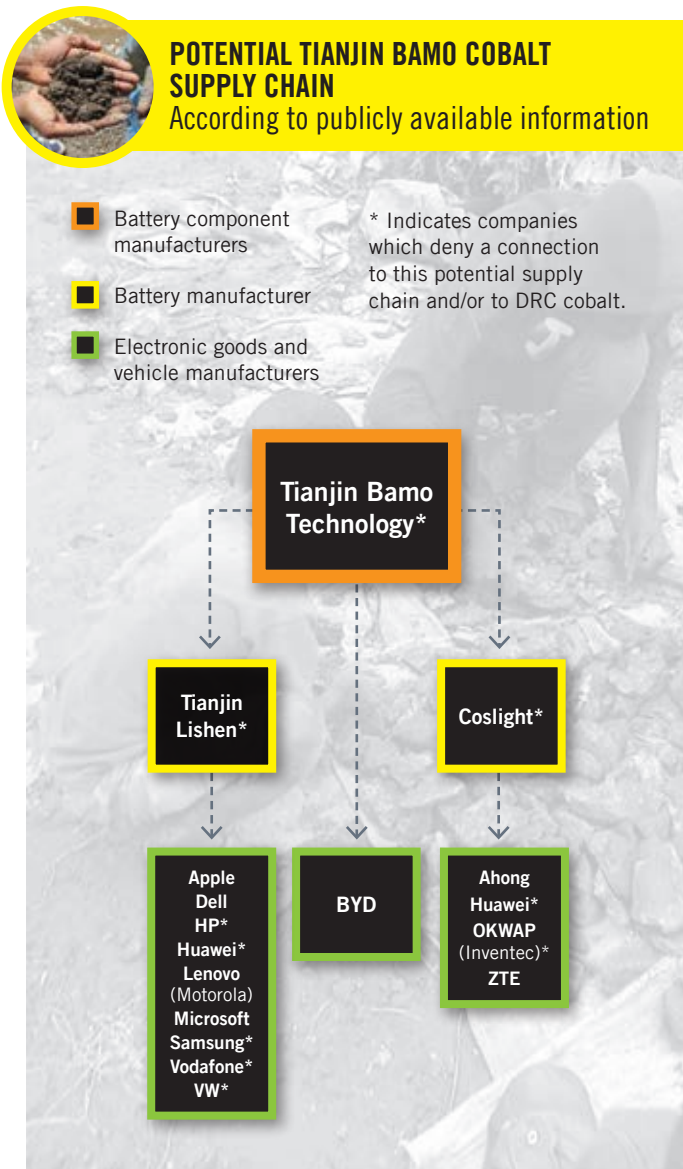 POTENTIAL TIANJIN BAMO COBALT
SUPPLY CHAIN
According to publicly available information
Battery component
manufacturers
Battery manufacturer
Electronic goods and
vehicle manufacturers
* Indicates companies
which deny a connection
to this potential supply
chain and/or to DRC cobalt.
Tianjin Bamo
Technology*
Tianjin
Lishen*
Coslight*
Apple
Dell
HP*
Huawei*
Lenovo
(Motorola)
Microsoft
Samsung*
Vodafone*
VW*
BYD
Ahong
Huawei*
OKWAP
(Inventec)*
ZTE